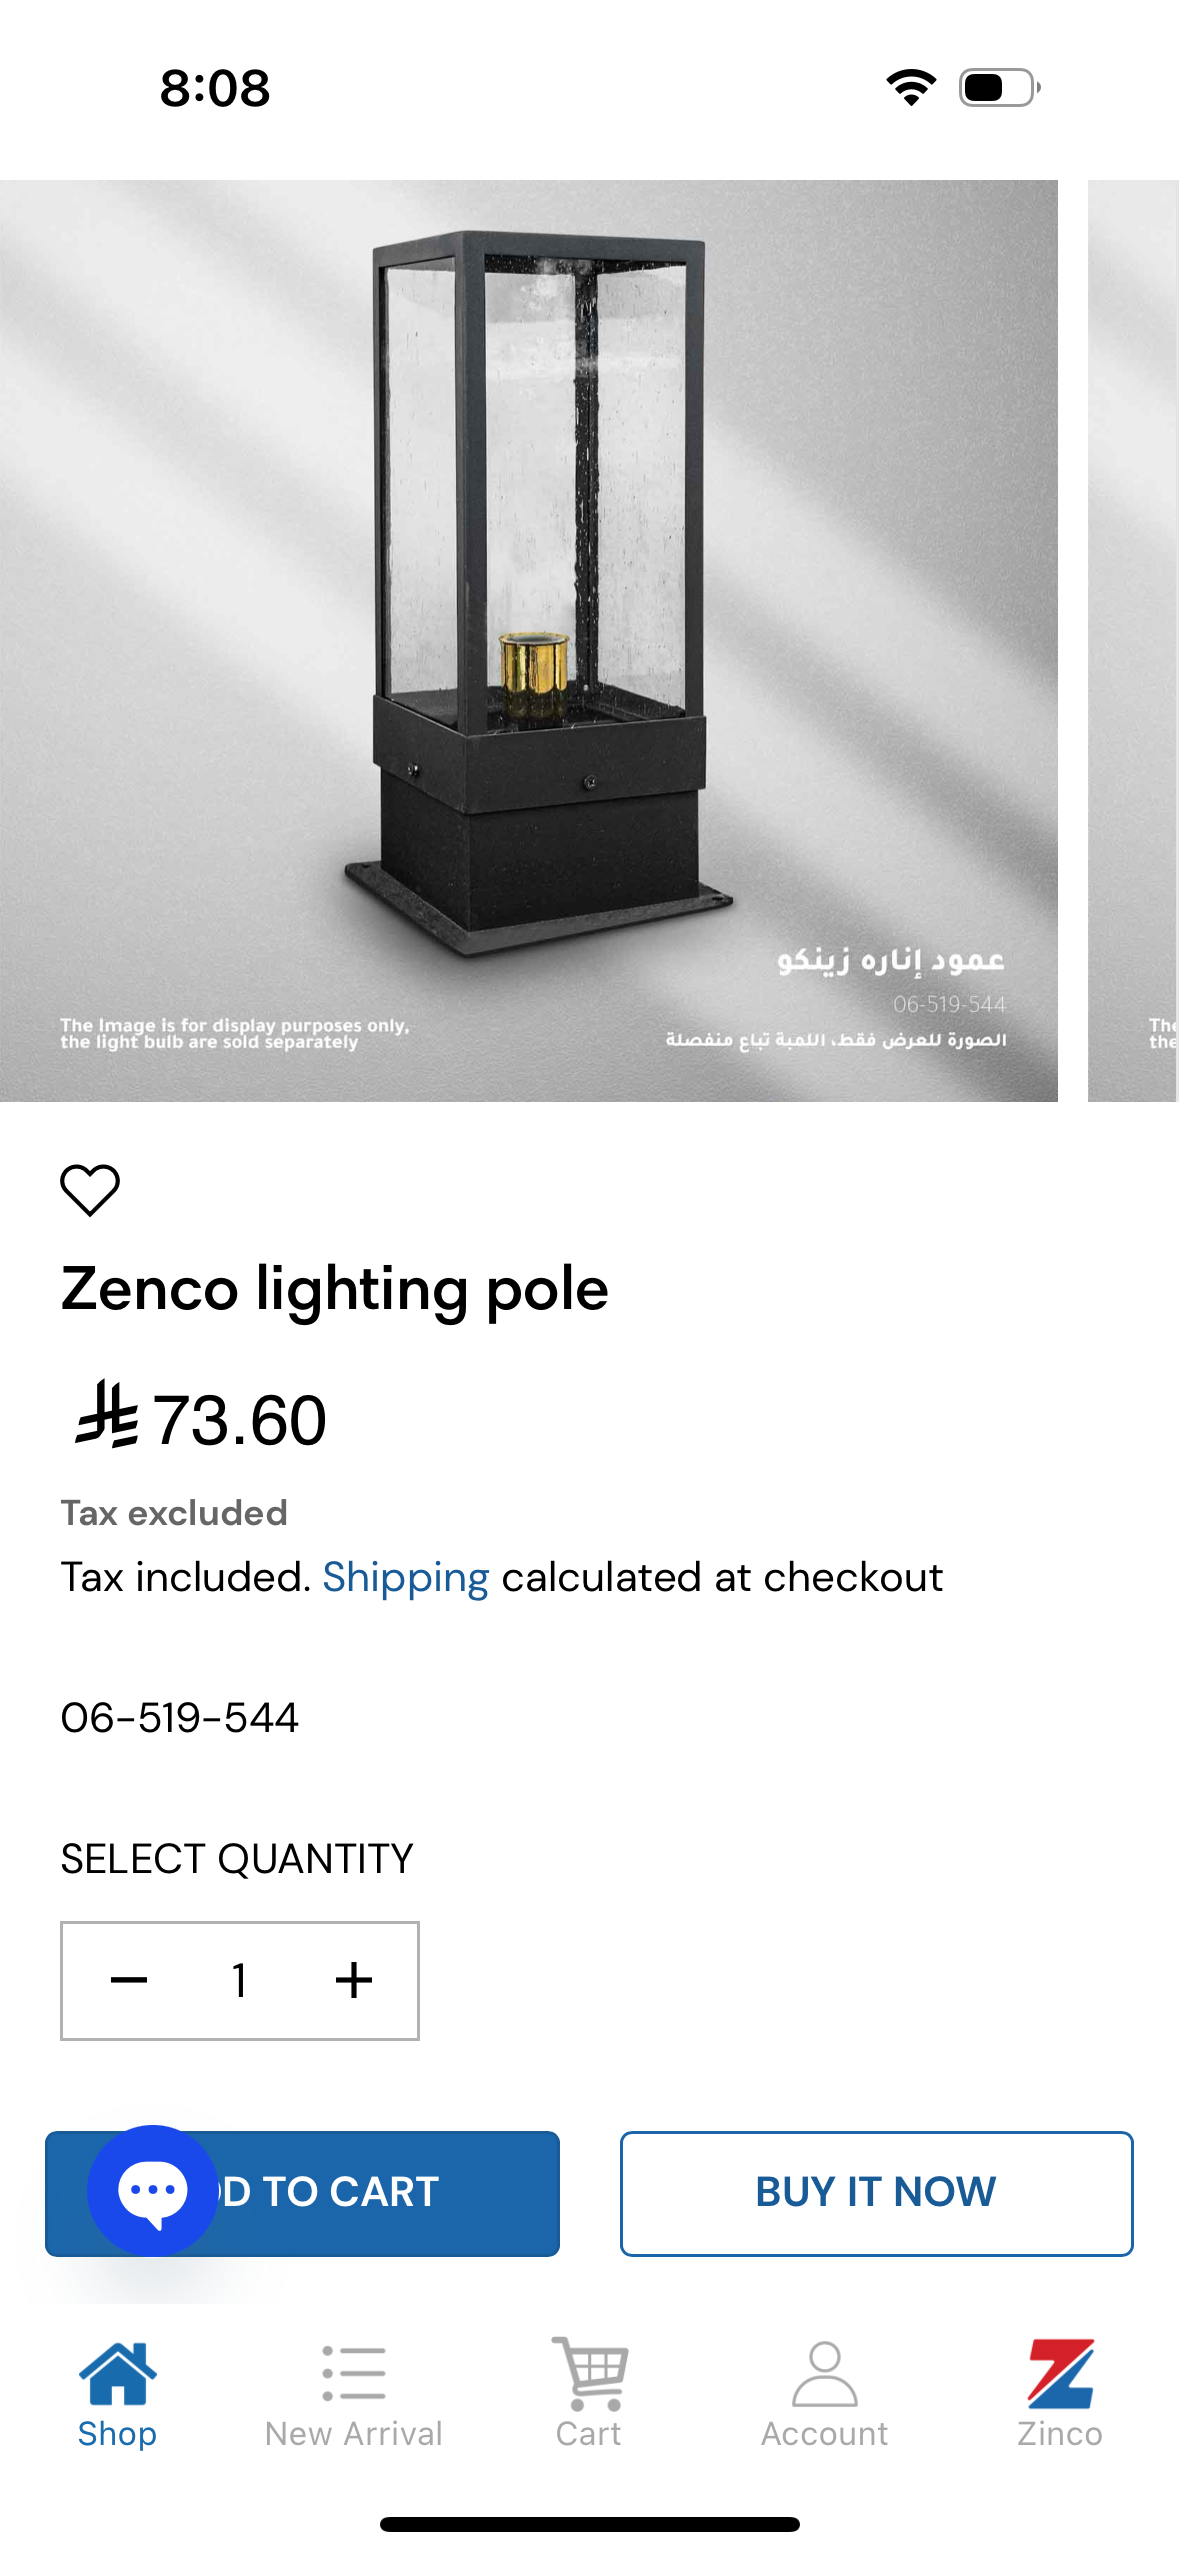 8:08
عمود إناره زينكو
06-519-544
The Image is for display purposes only,
the light bulb are sold separately
الصورة للعرض فقط، اللمبة تباع منفصلة
Zenco lighting pole
73.60
Tax excluded
Tax included. Shipping calculated at checkout
06-519-544
SELECT QUANTITY
1
TO CART
BUY IT NOW
Shop
New Arrival
Cart
Account
Zinco